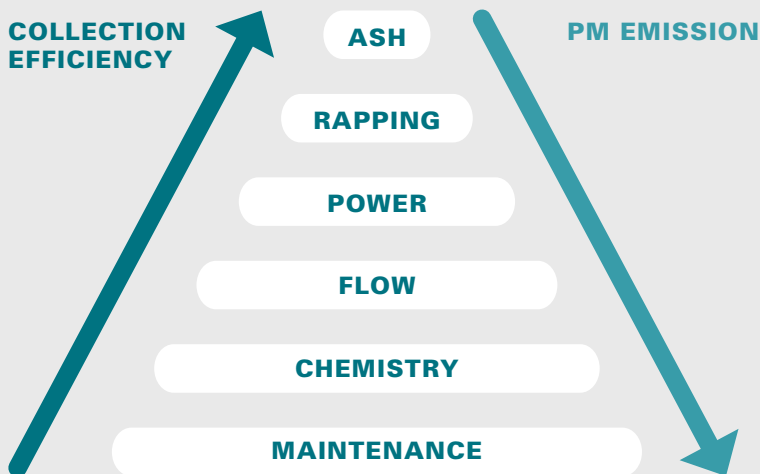 COLLECTION
EFFICIENCY
ASH
PM EMISSION
RAPPING
POWER
FLOW
CHEMISTRY
MAINTENANCE